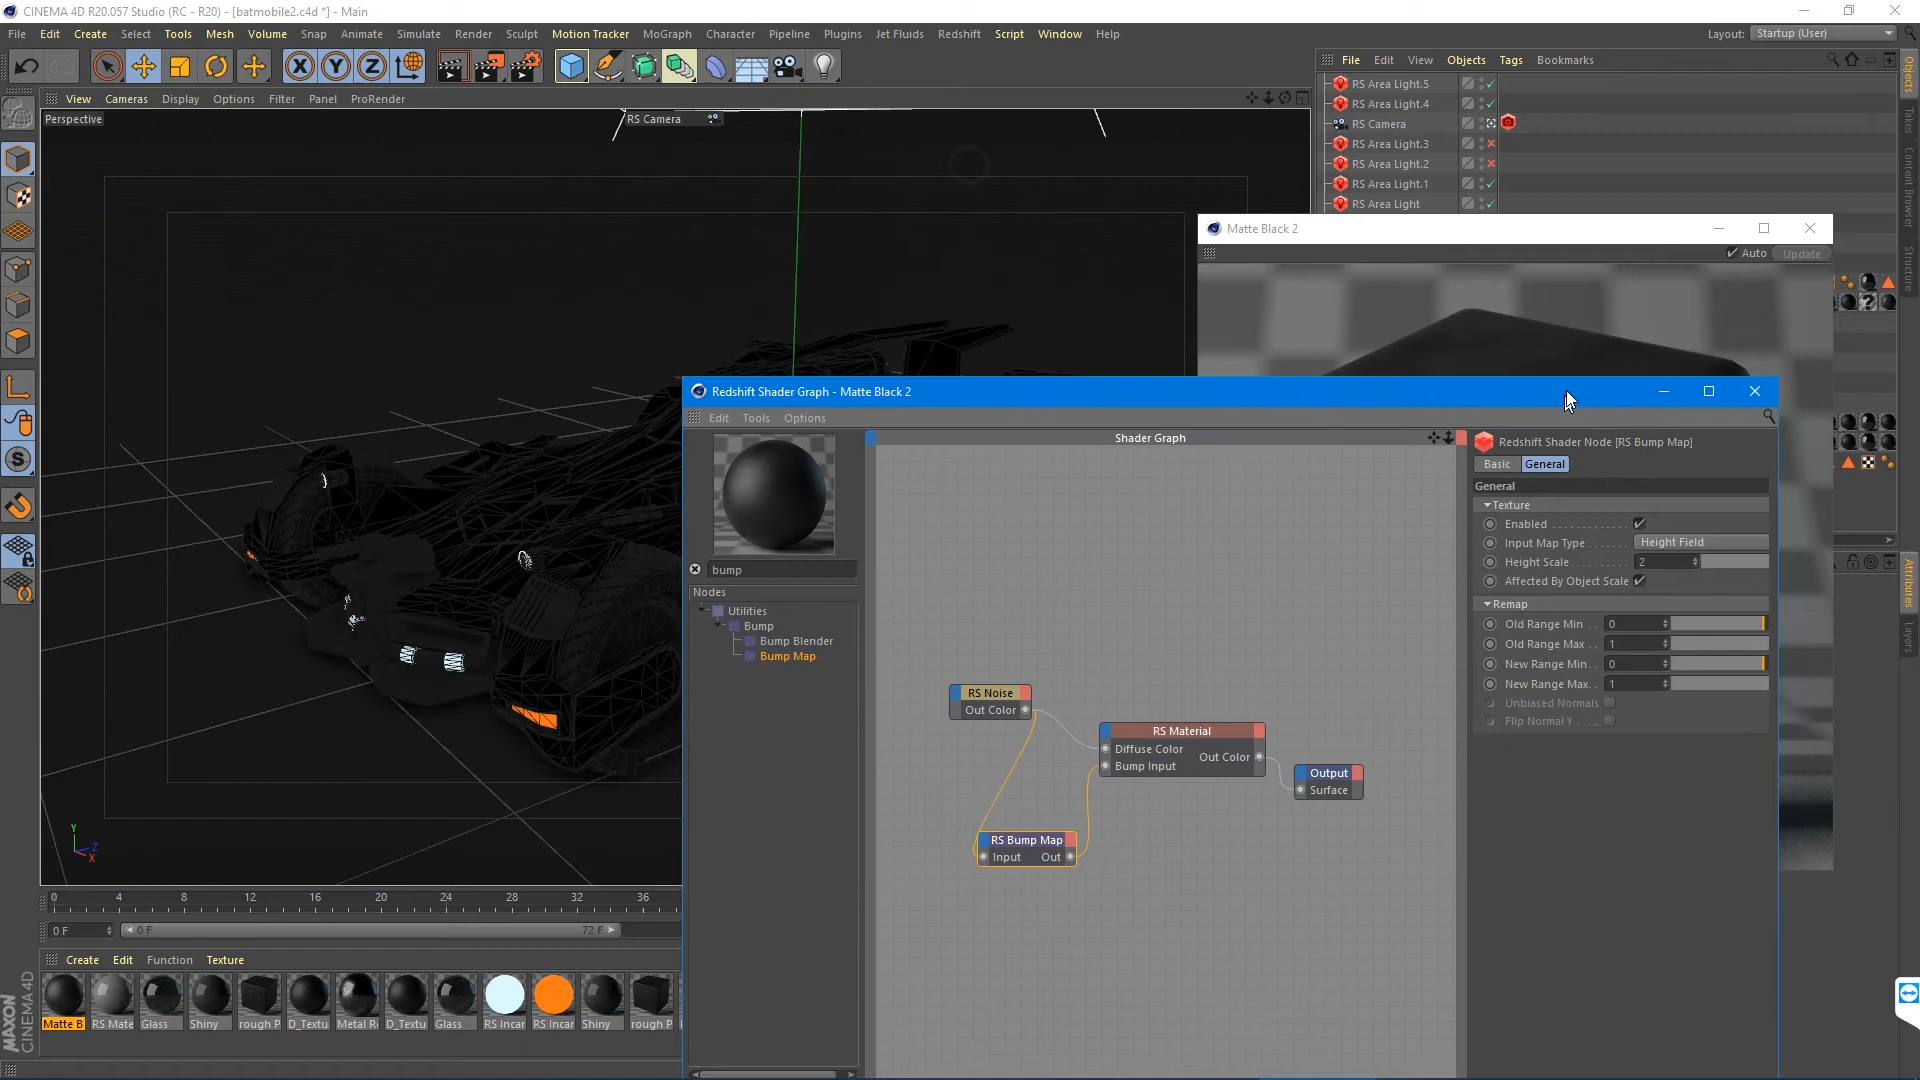 CINEMA 4D R20.057 Studio (RC - R20) - [batmobile2.c4d *] - Main
File Edit Create Select Tools Mesh Volume Snap Animate Simulate Render Sculpt Motion Tracker MoGraph Character Pipeline Plugins Jet Fluids Redshift Script Window Help
Layout: Startup (User)
X Y Z
View Cameras Display Options Filter Panel ProRender
File Edit View Objects Tags Bookmarks
Perspective
RS Camera
RS Area Light.5
RS Area Light.4
RS Camera
RS Area Light.3
RS Area Light.2
RS Area Light.1
RS Area Light
Objects
Takes
Content Browser
Structure
Attributes
Layers
Matte Black 2
Auto Update
Redshift Shader Graph - Matte Black 2
Edit Tools Options
bump
Nodes
Utilities
Bump
Bump Blender
Bump Map
Shader Graph
RS Noise
Out Color
RS Material
Diffuse Color
Bump Input
Out Color
Output
Surface
RS Bump Map
Input Out
Redshift Shader Node [RS Bump Map]
Basic General
General
Texture
Enabled . . . . . . . . . . . . .
Input Map Type . . . . . . . Height Field
Height Scale. . . . . . . . . . 2
Affected By Object Scale
Remap
Old Range Min . . 0
Old Range Max . . 1
New Range Min. . 0
New Range Max. . 1
Unbiased Normals
Flip Normal Y . . . .
Y
Z
X
0 4 8 12 16 20 24 28 32 36
0 F 0 F 72 F
Create Edit Function Texture
Matte B RS Mate Glass Shiny rough P D_Textu Metal R D_Textu Glass RS Incar RS Incar Shiny rough P
MAXON
CINEMA 4D